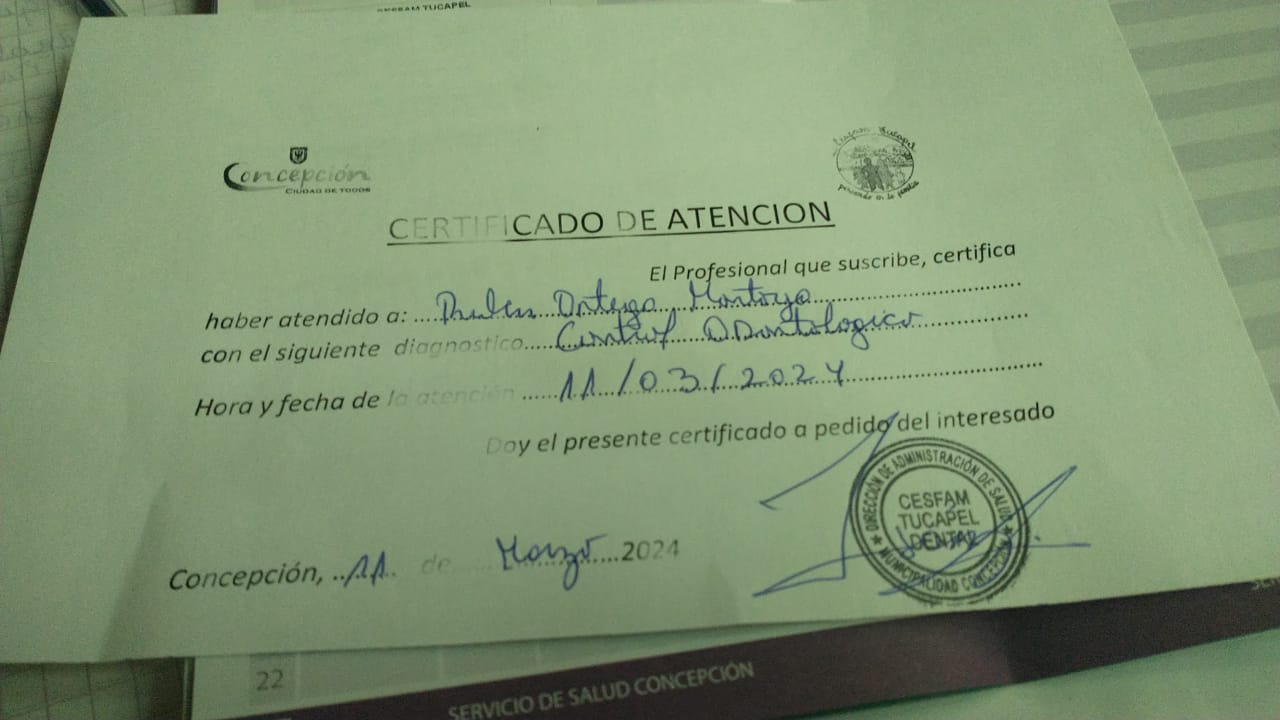 CESFAM TUCAPEL
Concepción
CIUDAD DE TODOS
CERTIFICADO DE ATENCION
El Profesional que suscribe, certifica
haber atendido a: Ortega Montoya
con el siguiente diagnostico Control Odontologico
Hora y fecha de la atención 11/03/2024
Doy el presente certificado a pedido del interesado
DIRECCIÓN DE ADMINISTRACIÓN DE SALUD
CESFAM
TUCAPEL
DENTAL
MUNICIPALIDAD CONCEPCIÓN
Concepción, 11 de Marzo 2024
22
SERVICIO DE SALUD CONCEPCIÓN